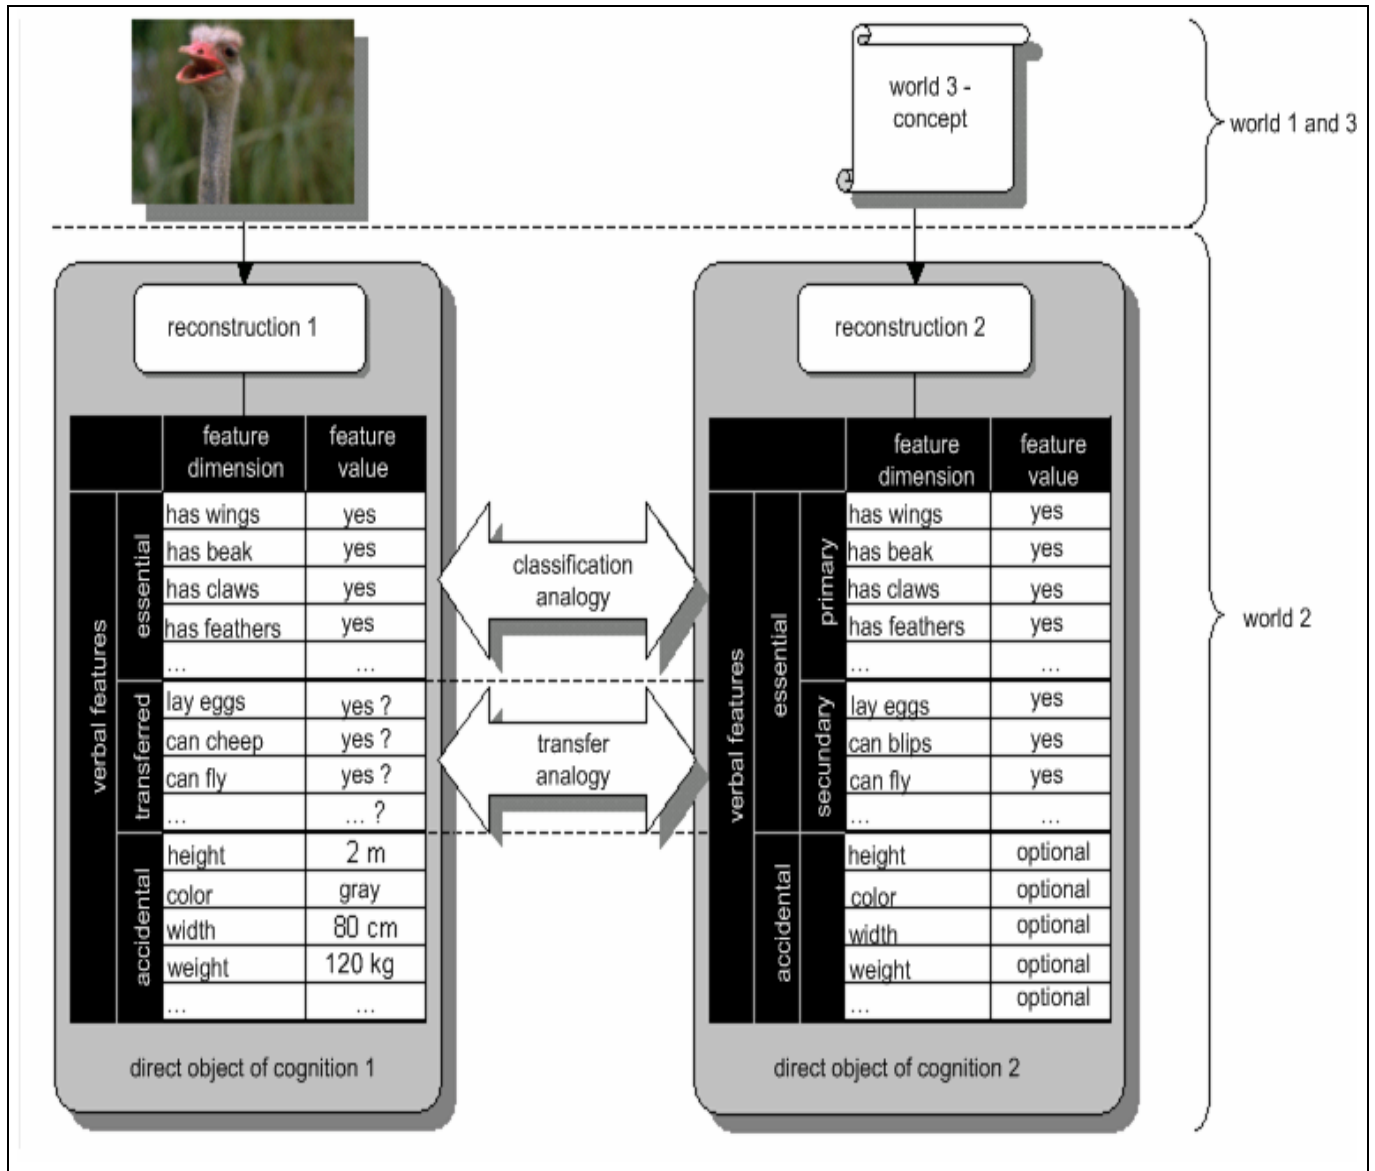 world 3 -
concept
world 1 and 3
reconstruction 1
feature
dimension
feature
value
verbal features
essential
has wings yes
has beak yes
has claws yes
has feathers yes
... ...
transferred
lay eggs yes ?
can cheep yes ?
can fly yes ?
... ... ?
accidental
height 2 m
color gray
width 80 cm
weight 120 kg
... ...
direct object of cognition 1
classification
analogy
transfer
analogy
reconstruction 2
feature
dimension
feature
value
verbal features
essential
primary
has wings yes
has beak yes
has claws yes
has feathers yes
... ...
secundary
lay eggs yes
can blips yes
can fly yes
... ...
accidental
height optional
color optional
width optional
weight optional
... optional
direct object of cognition 2
world 2